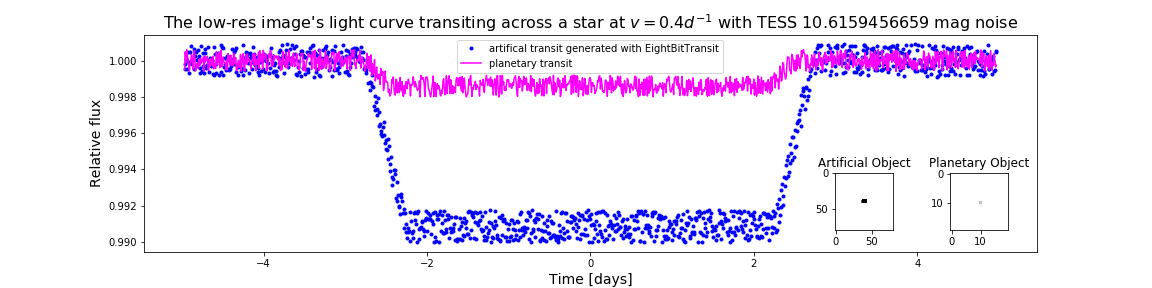 The low-res image's light curve transiting across a star at v = 0.4d⁻¹ with TESS 10.6159456659 mag noise
artifical transit generated with EightBitTransit
planetary transit
Relative flux
1.000
0.998
0.996
0.994
0.992
0.990
Artificial Object
0
50
0
50
Planetary Object
0
10
0
10
−4
−2
0
2
4
Time [days]